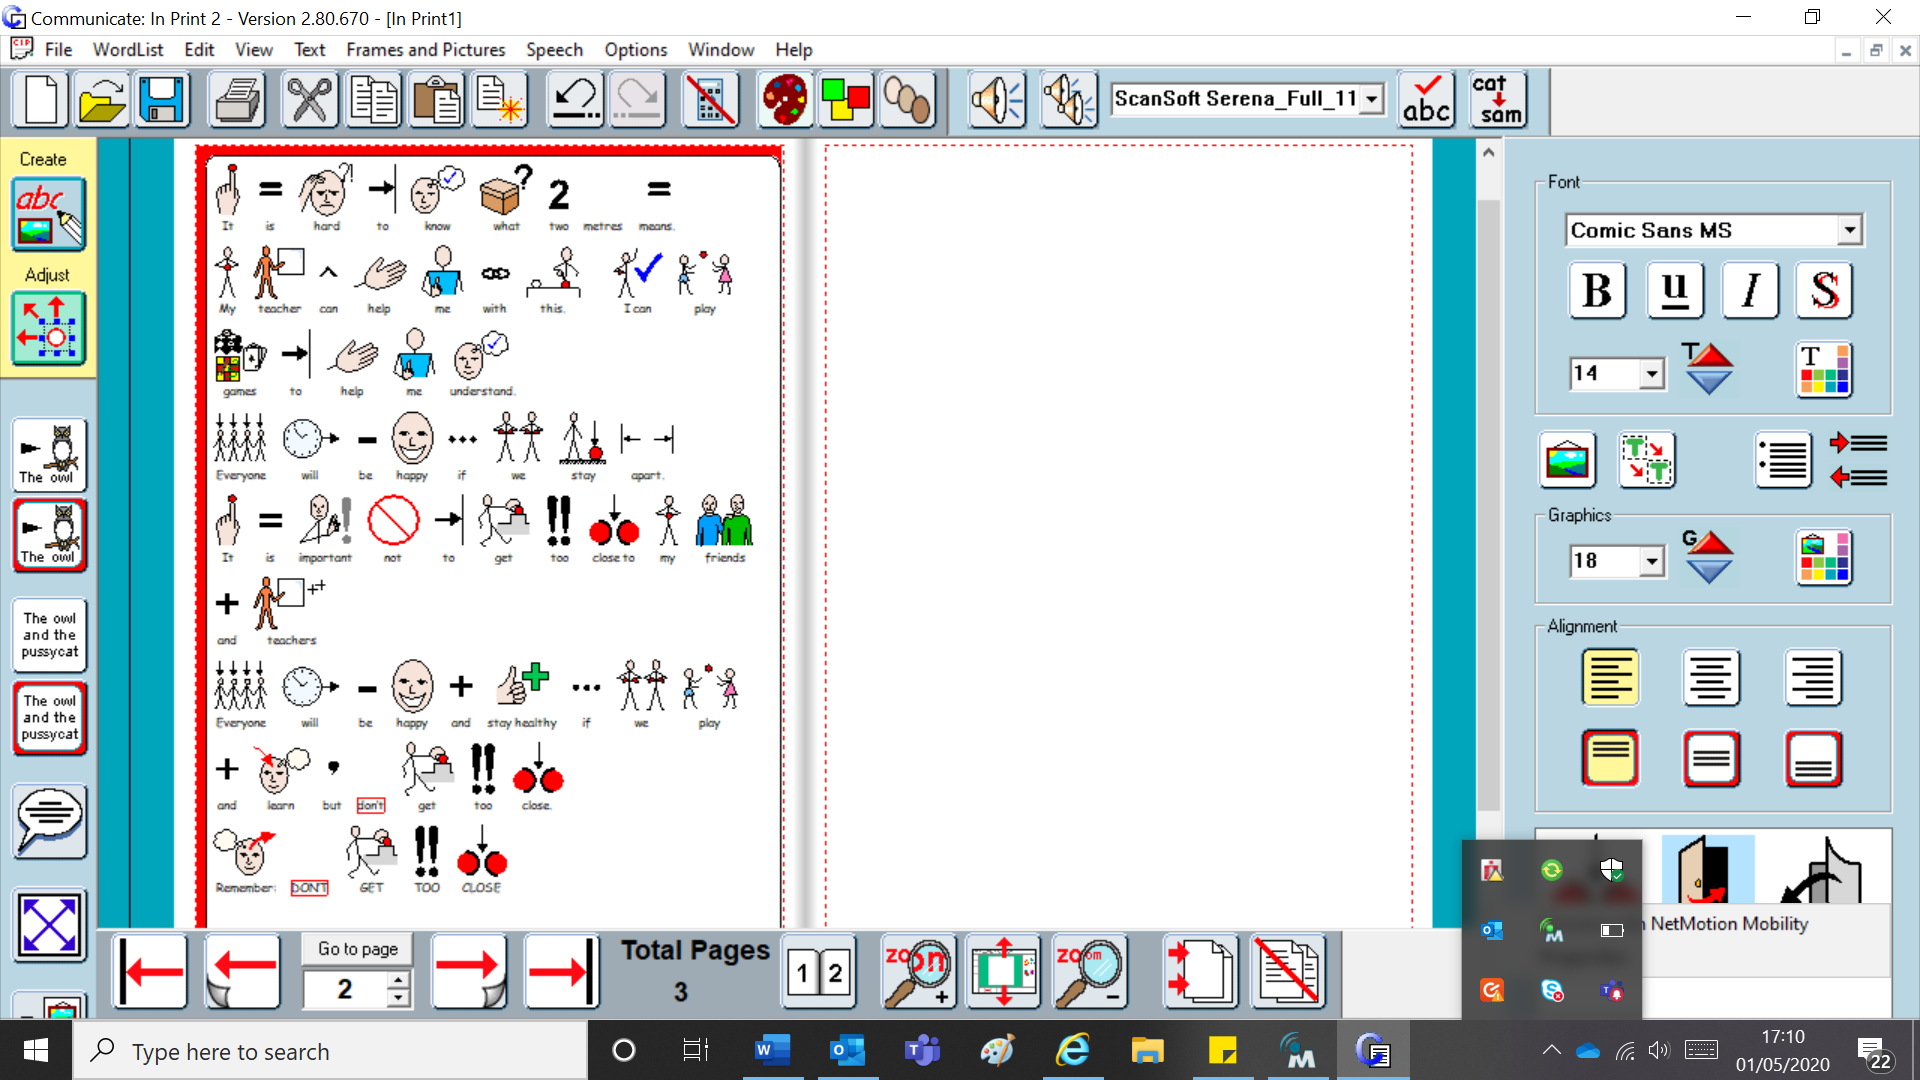 Communicate: In Print 2 - Version 2.80.670 - [In Print1]
File WordList Edit View Text Frames and Pictures Speech Options Window Help
ScanSoft Serena_Full_11
abc
cat
sam
Create
abc
Adjust
The owl
The owl
The owl
and the
pussycat
The owl
and the
pussycat
2
It is hard to know what two metres means.
My teacher can help me with this. I can play
games to help me understand.
Everyone will be happy if we stay apart.
It is important not to get too close to my friends
and teachers
Everyone will be happy and stay healthy if we play
and learn but don't get too close.
Remember: DON'T GET TOO CLOSE
Font
Comic Sans MS
B u I S
14
T
T
T
T
Graphics
18
G
Alignment
NetMotion Mobility
Go to page
2
Total Pages
3
1 2
zoom
zoom
Type here to search
17:10
01/05/2020
22